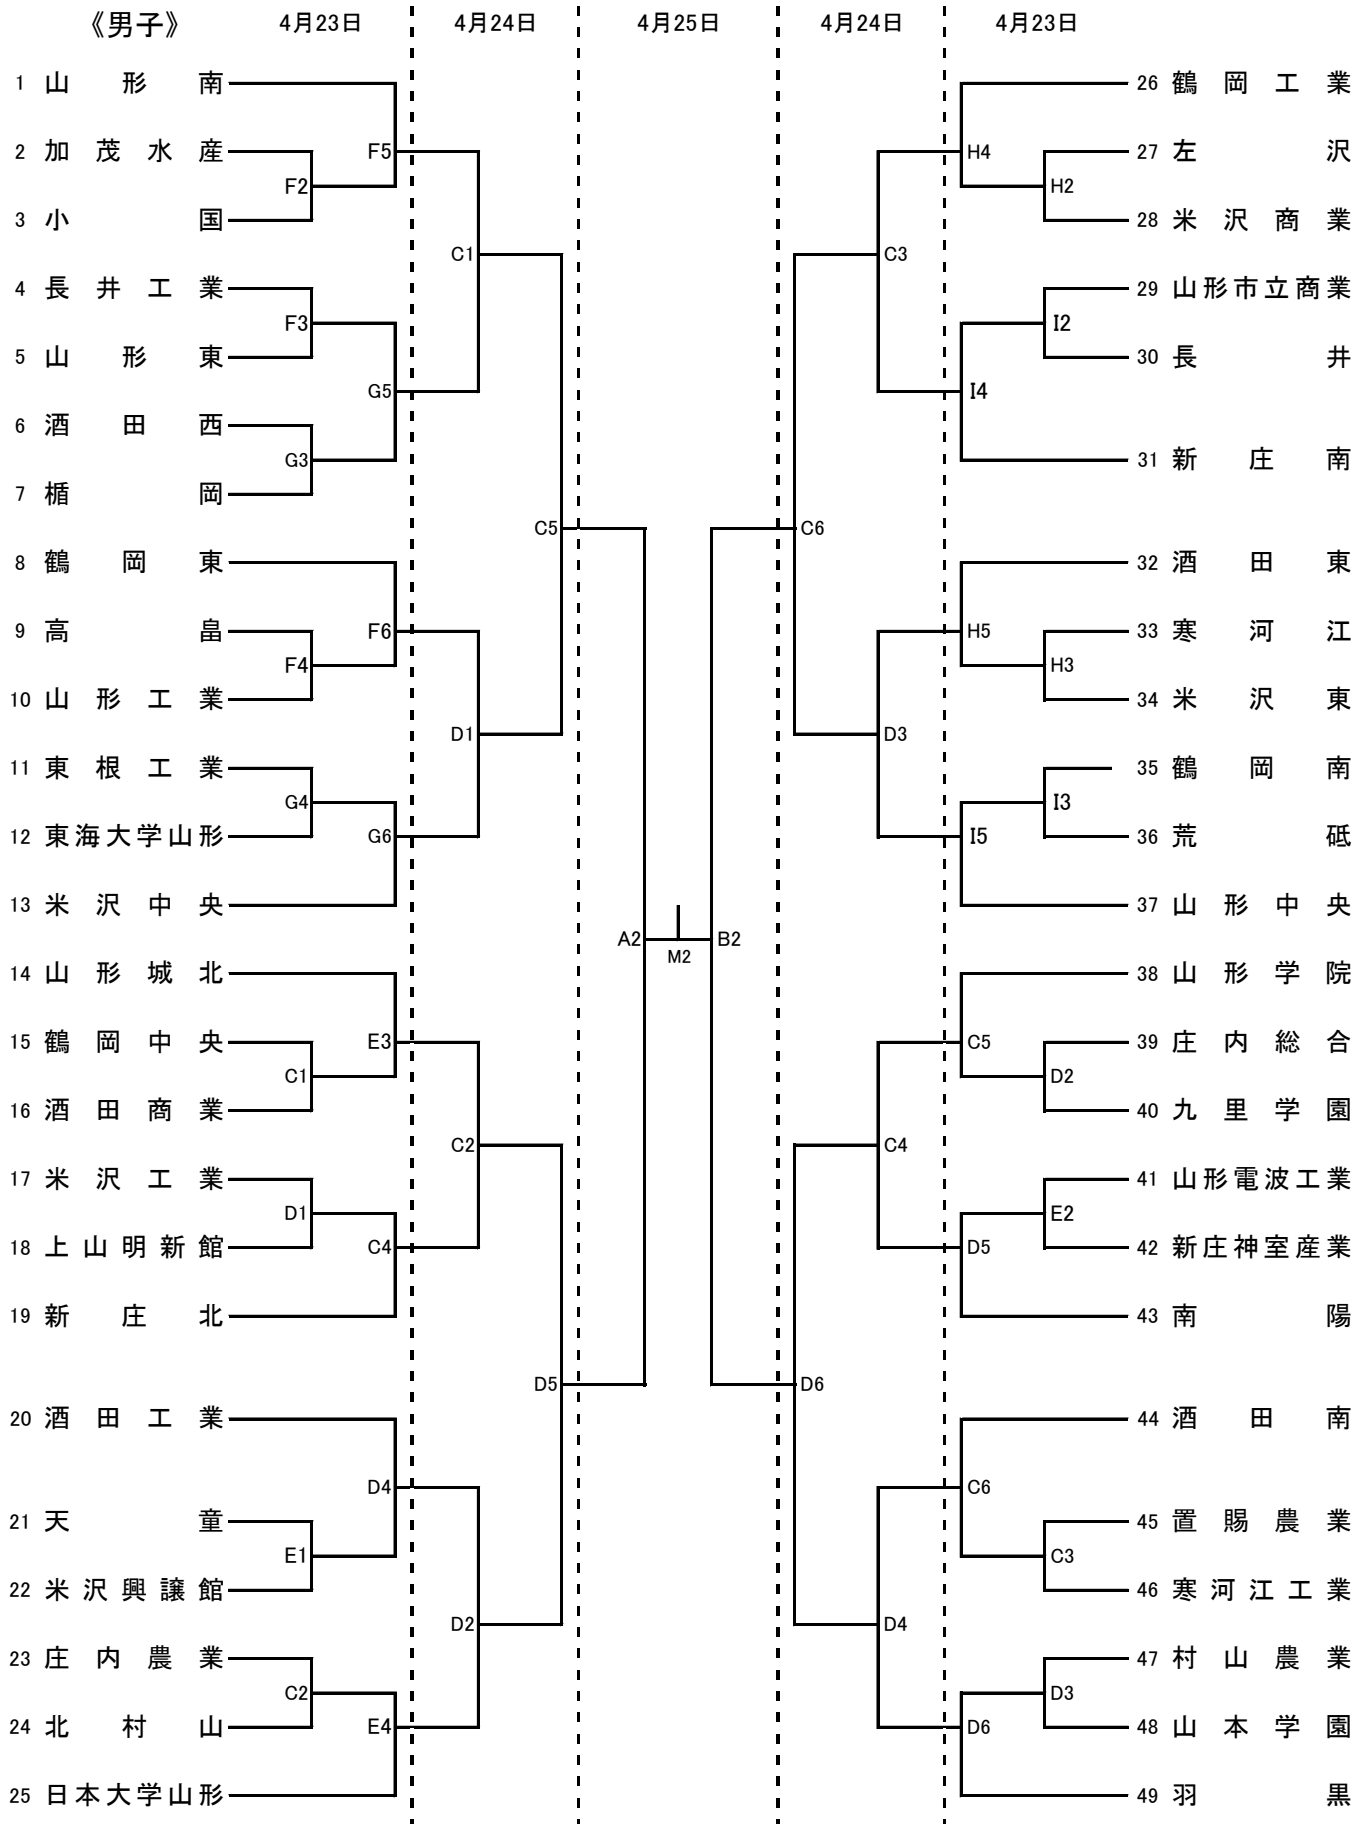 《男子》 4月23日 4月24日 4月25日 4月24日 4月23日
1 山形南
26 鶴岡工業
2 加茂水産 F5
H4 27 左沢
F2
H2
3 小国
28 米沢商業
C1
C3
4 長井工業
29 山形市立商業
F3
I2
5 山形東
30 長井
G5
I4
6 酒田西
G3
31 新庄南
7 楯岡
C5
C6
8 鶴岡東
32 酒田東
9 高畠 F6
H5 33 寒河江
F4
H3
10 山形工業
34 米沢東
D1
D3
11 東根工業
35 鶴岡南
G4
I3
12 東海大学山形 G6
I5 36 荒砥
13 米沢中央
37 山形中央
A2 M2 B2
14 山形城北
38 山形学院
15 鶴岡中央 E3
C5 39 庄内総合
C1
D2
16 酒田商業
40 九里学園
C2
C4
17 米沢工業
41 山形電波工業
D1
E2
18 上山明新館 C4
D5 42 新庄神室産業
19 新庄北
43 南陽
D5
D6
20 酒田工業
44 酒田南
D4
C6
21 天童
45 置賜農業
E1
C3
22 米沢興譲館
46 寒河江工業
D2
D4
23 庄内農業
47 村山農業
C2
D3
24 北村山 E4
D6 48 山本学園
25 日本大学山形
49 羽黒